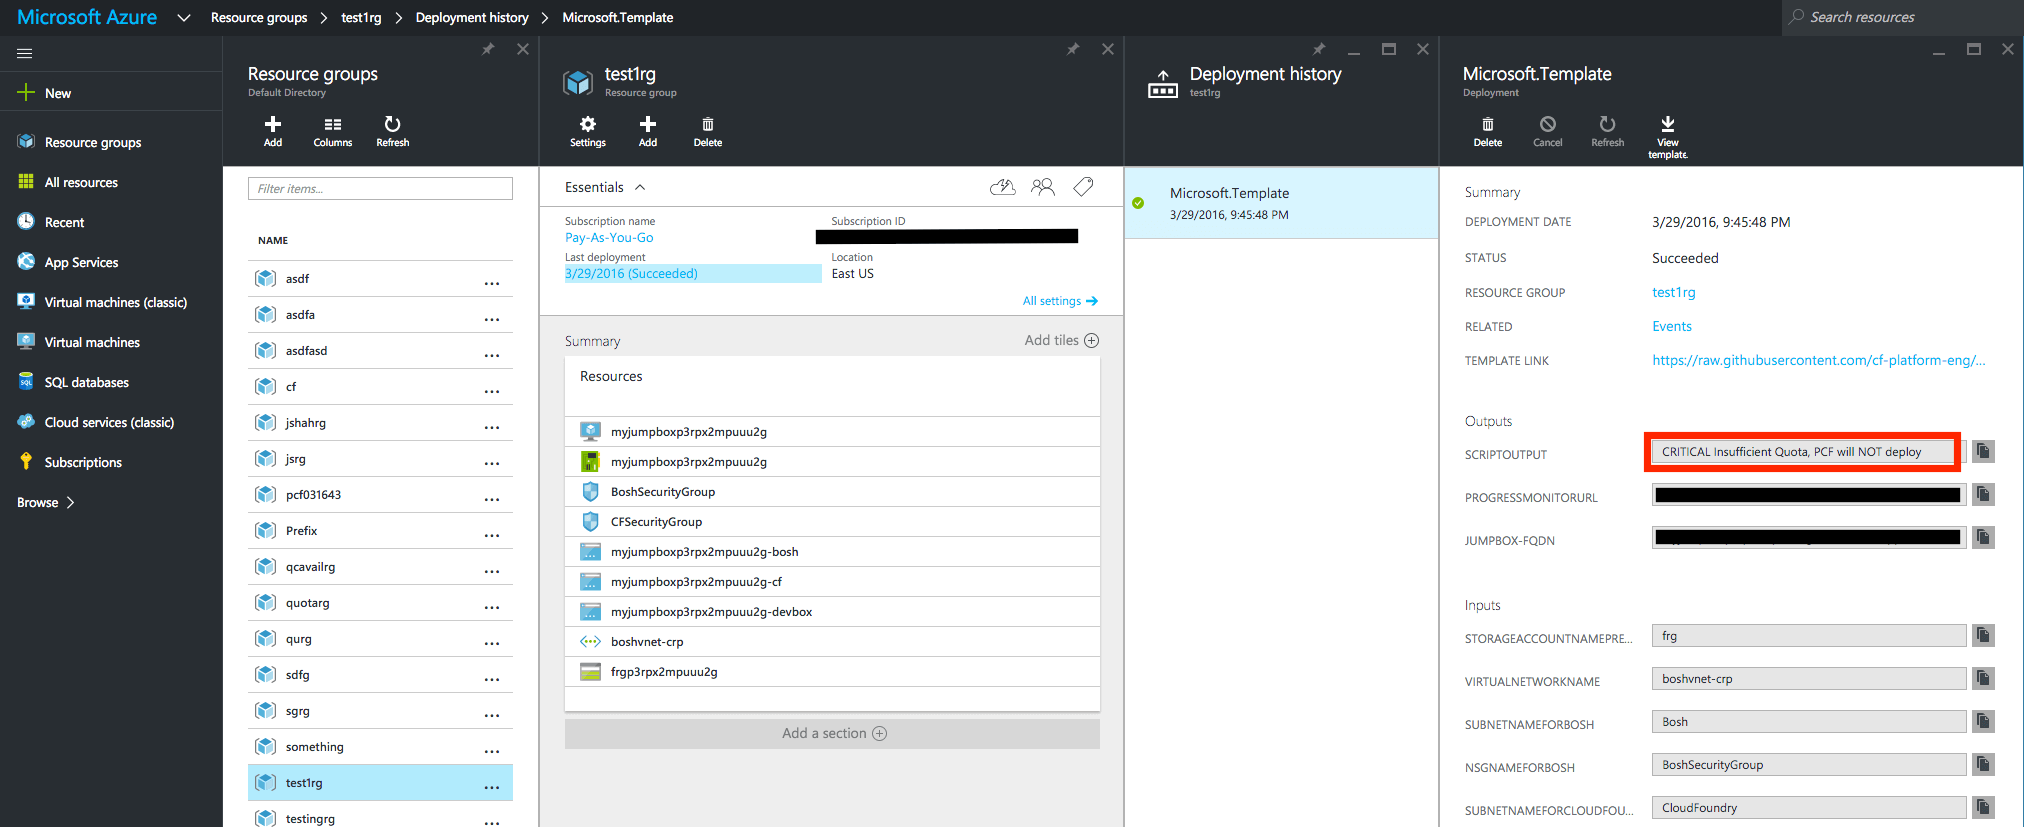 Microsoft Azure
Resource groups
test1rg
Deployment history
Microsoft.Template
Search resources
New
Resource groups
All resources
Recent
App Services
Virtual machines (classic)
Virtual machines
SQL databases
Cloud services (classic)
Subscriptions
Browse
Resource groups
Default Directory
Add
Columns
Refresh
Filter items...
NAME
asdf
asdfa
asdfasd
cf
jshahrg
jsrg
pcf031643
Prefix
qcavailrg
quotarg
qurg
sdfg
sgrg
something
test1rg
testingrg
test1rg
Resource group
Settings
Add
Delete
Essentials
Subscription name
Pay-As-You-Go
Subscription ID
Last deployment
3/29/2016 (Succeeded)
Location
East US
All settings
Summary
Add tiles
Resources
myjumpboxp3rpx2mpuuu2g
myjumpboxp3rpx2mpuuu2g
BoshSecurityGroup
CFSecurityGroup
myjumpboxp3rpx2mpuuu2g-bosh
myjumpboxp3rpx2mpuuu2g-cf
myjumpboxp3rpx2mpuuu2g-devbox
boshvnet-crp
frgp3rpx2mpuuu2g
Add a section
Deployment history
test1rg
Microsoft.Template
3/29/2016, 9:45:48 PM
Microsoft.Template
Deployment
Delete
Cancel
Refresh
View
template.
Summary
DEPLOYMENT DATE
3/29/2016, 9:45:48 PM
STATUS
Succeeded
RESOURCE GROUP
test1rg
RELATED
Events
TEMPLATE LINK
https://raw.githubusercontent.com/cf-platform-eng/...
Outputs
SCRIPTOUTPUT
CRITICAL Insufficient Quota, PCF will NOT deploy
PROGRESSMONITORURL
JUMPBOX-FQDN
Inputs
STORAGEACCOUNTNAMEPRE...
frg
VIRTUALNETWORKNAME
boshvnet-crp
SUBNETNAMEFORBOSH
Bosh
NSGNAMEFORBOSH
BoshSecurityGroup
SUBNETNAMEFORCLOUDFOU...
CloudFoundry